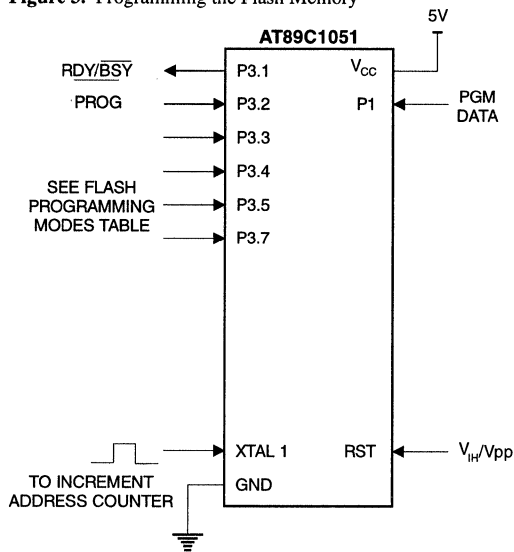 Figure 3. Programming the Flash Memory
5V
AT89C1051
RDY/B̅S̅Y̅ P3.1 VCC
P̅R̅O̅G̅ P3.2 P1 PGM
DATA
P3.3
P3.4
SEE FLASH
PROGRAMMING
MODES TABLE
P3.5
P3.7
XTAL 1 RST VIH/Vpp
TO INCREMENT
ADDRESS COUNTER
GND